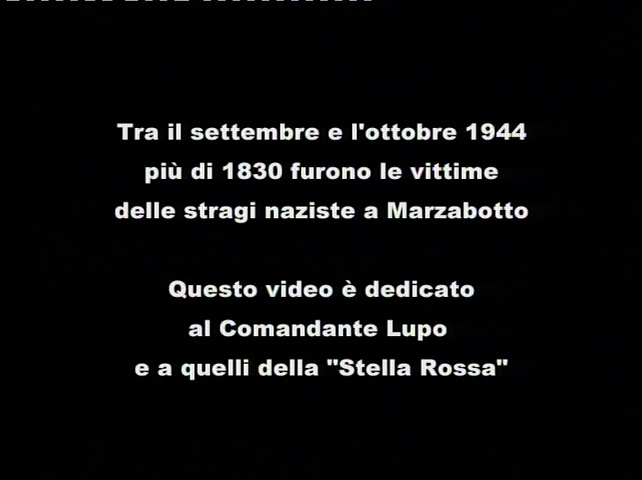 Tra il settembre e l'ottobre 1944
più di 1830 furono le vittime
delle stragi naziste a Marzabotto
Questo video è dedicato
al Comandante Lupo
e a quelli della "Stella Rossa"